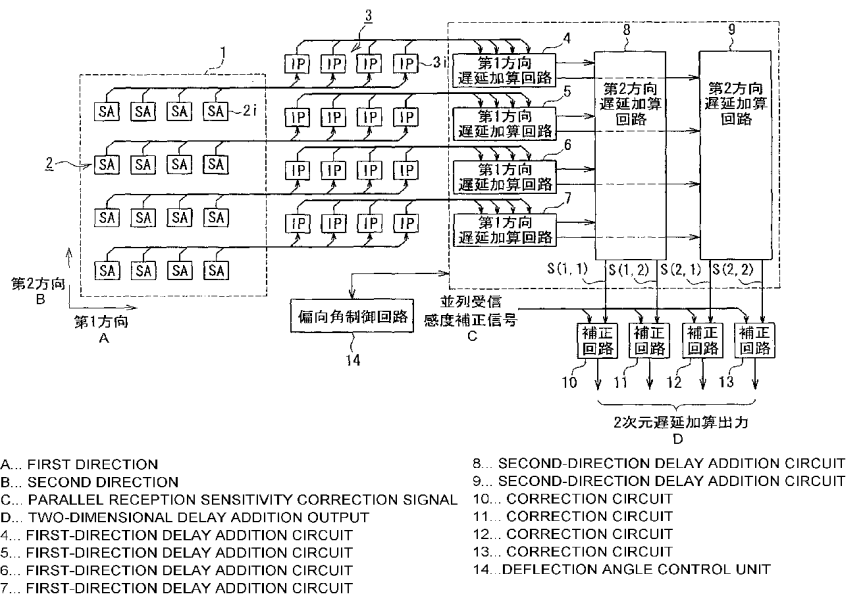 1
3
IP IP IP IP 3i
4
第1方向
遅延加算回路
8
第2方向
遅延加算
回路
9
第2方向
遅延加算
回路
SA SA SA SA 2i
IP IP IP IP
5
第1方向
遅延加算回路
2
SA SA SA SA
IP IP IP IP
6
第1方向
遅延加算回路
SA SA SA SA
IP IP IP IP
7
第1方向
遅延加算回路
SA SA SA SA
第2方向
B
第1方向
A
偏向角制御回路
14
S(1,1) S(1,2) S(2,1) S(2,2)
並列受信
感度補正信号
C
補正
回路
補正
回路
補正
回路
補正
回路
10 11 12 13
2次元遅延加算出力
D
A... FIRST DIRECTION
B... SECOND DIRECTION
C... PARALLEL RECEPTION SENSITIVITY CORRECTION SIGNAL
D... TWO-DIMENSIONAL DELAY ADDITION OUTPUT
4... FIRST-DIRECTION DELAY ADDITION CIRCUIT
5... FIRST-DIRECTION DELAY ADDITION CIRCUIT
6... FIRST-DIRECTION DELAY ADDITION CIRCUIT
7... FIRST-DIRECTION DELAY ADDITION CIRCUIT
8... SECOND-DIRECTION DELAY ADDITION CIRCUIT
9... SECOND-DIRECTION DELAY ADDITION CIRCUIT
10... CORRECTION CIRCUIT
11... CORRECTION CIRCUIT
12... CORRECTION CIRCUIT
13... CORRECTION CIRCUIT
14...DEFLECTION ANGLE CONTROL UNIT